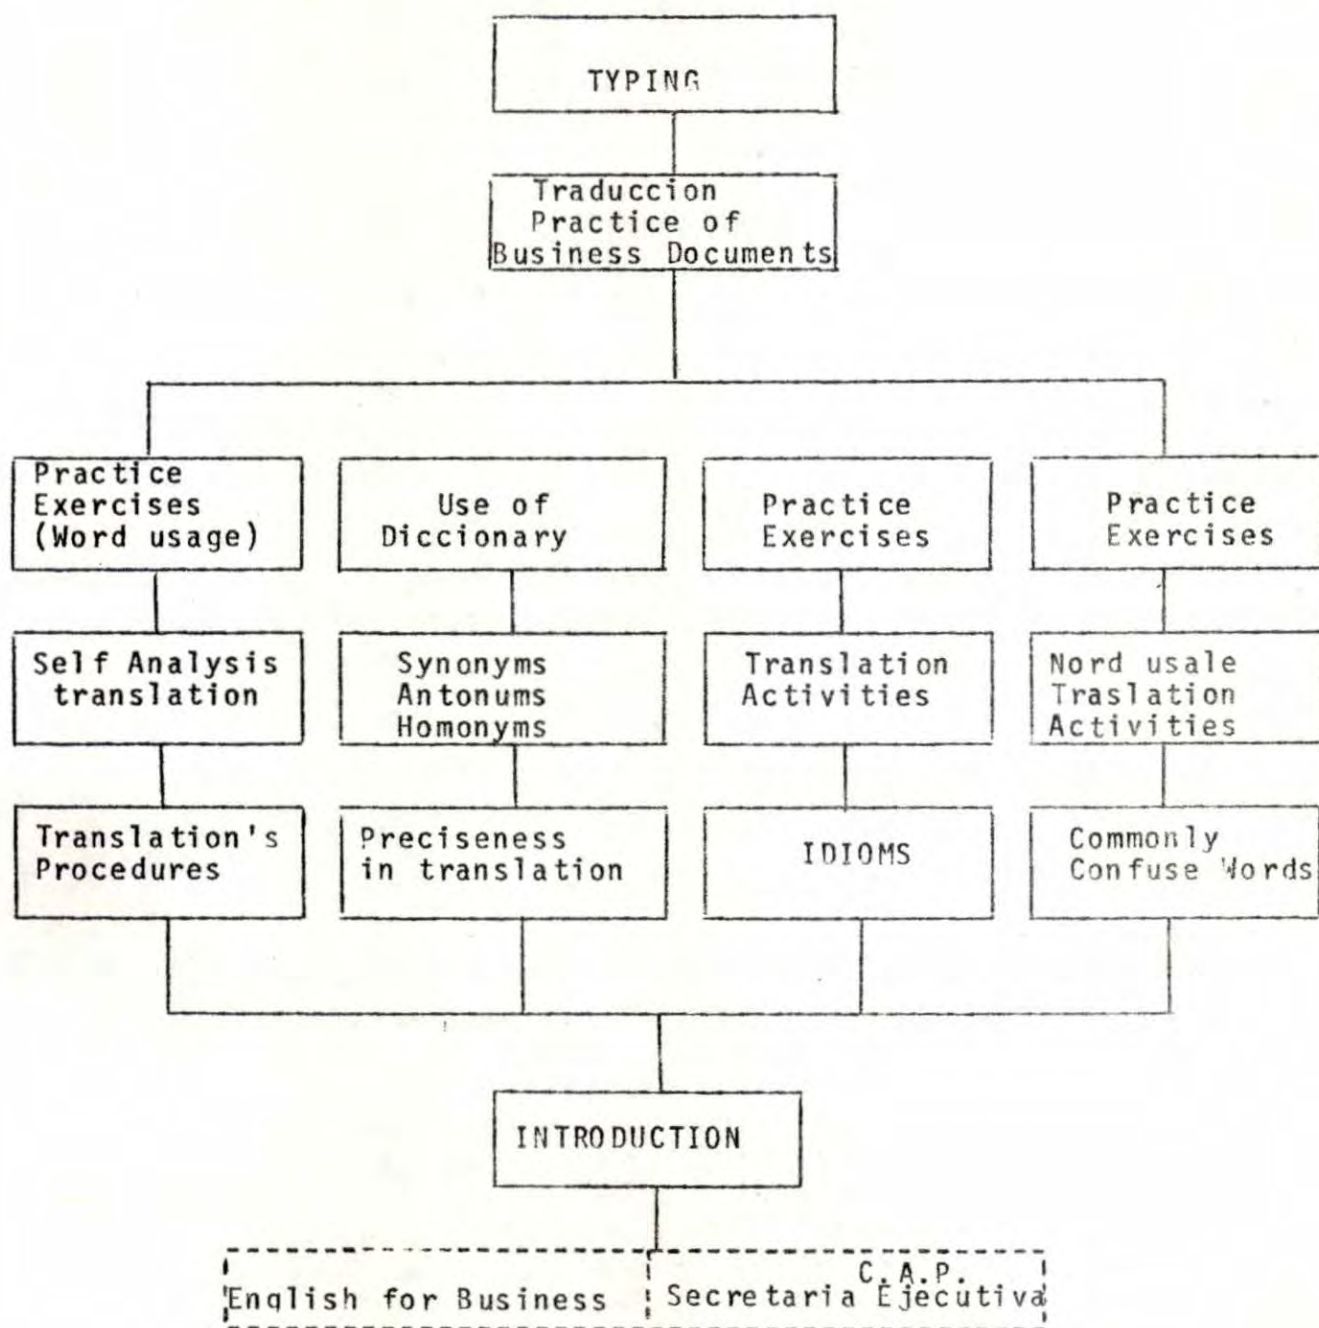 TYPING
Traduccion
Practice of
Business Documents
Practice
Exercises
(Word usage)
Use of
Diccionary
Practice
Exercises
Practice
Exercises
Self Analysis
translation
Synonyms
Antonums
Homonyms
Translation
Activities
Nord usale
Traslation
Activities
Translation's
Procedures
Preciseness
in translation
IDIOMS
Commonly
Confuse Words
INTRODUCTION
English for Business
C.A.P.
Secretaria Ejecutiva